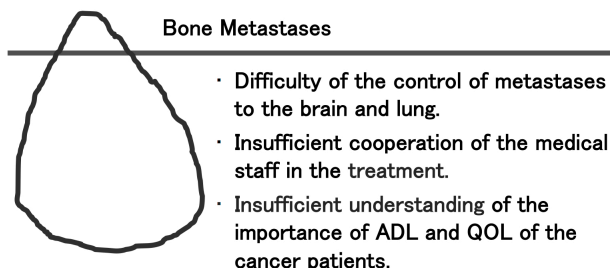 Bone Metastases
・ Difficulty of the control of metastases
to the brain and lung.
・ Insufficient cooperation of the medical
staff in the treatment.
・ Insufficient understanding of the
importance of ADL and QOL of the
cancer patients.